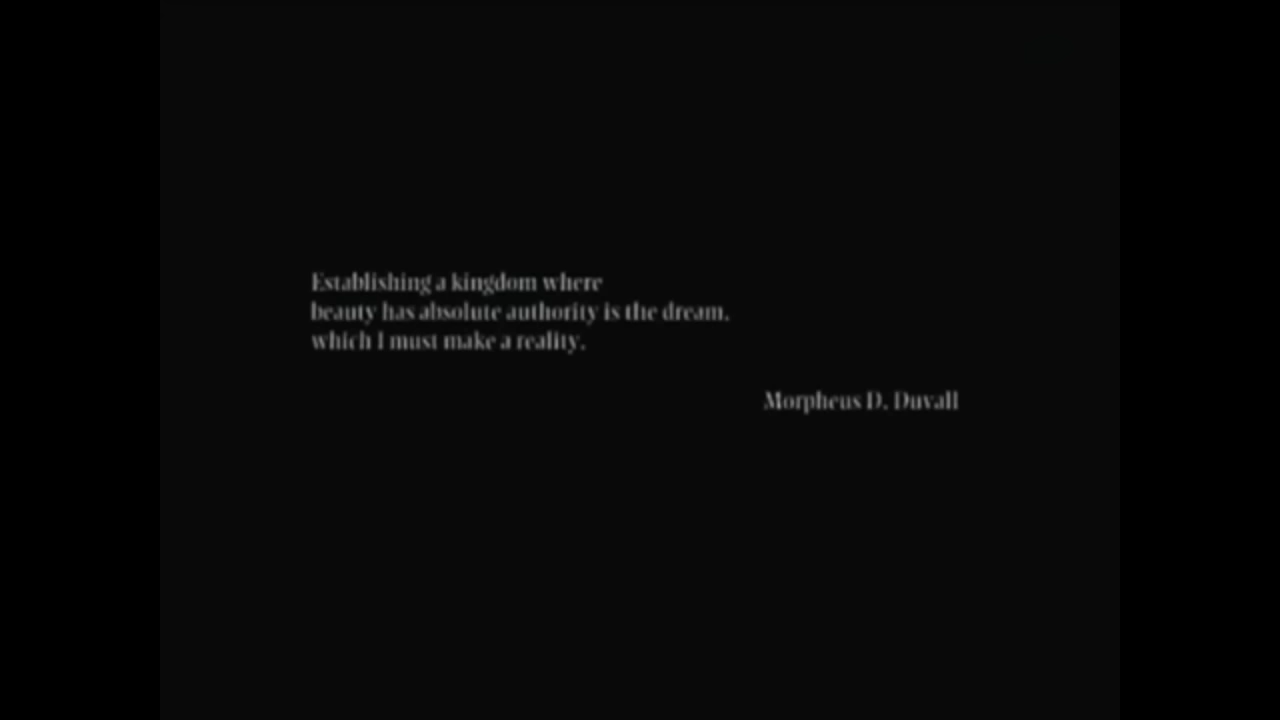 Establishing a kingdom where
beauty has absolute authority is the dream,
which I must make a reality.
Morpheus D. Duvall